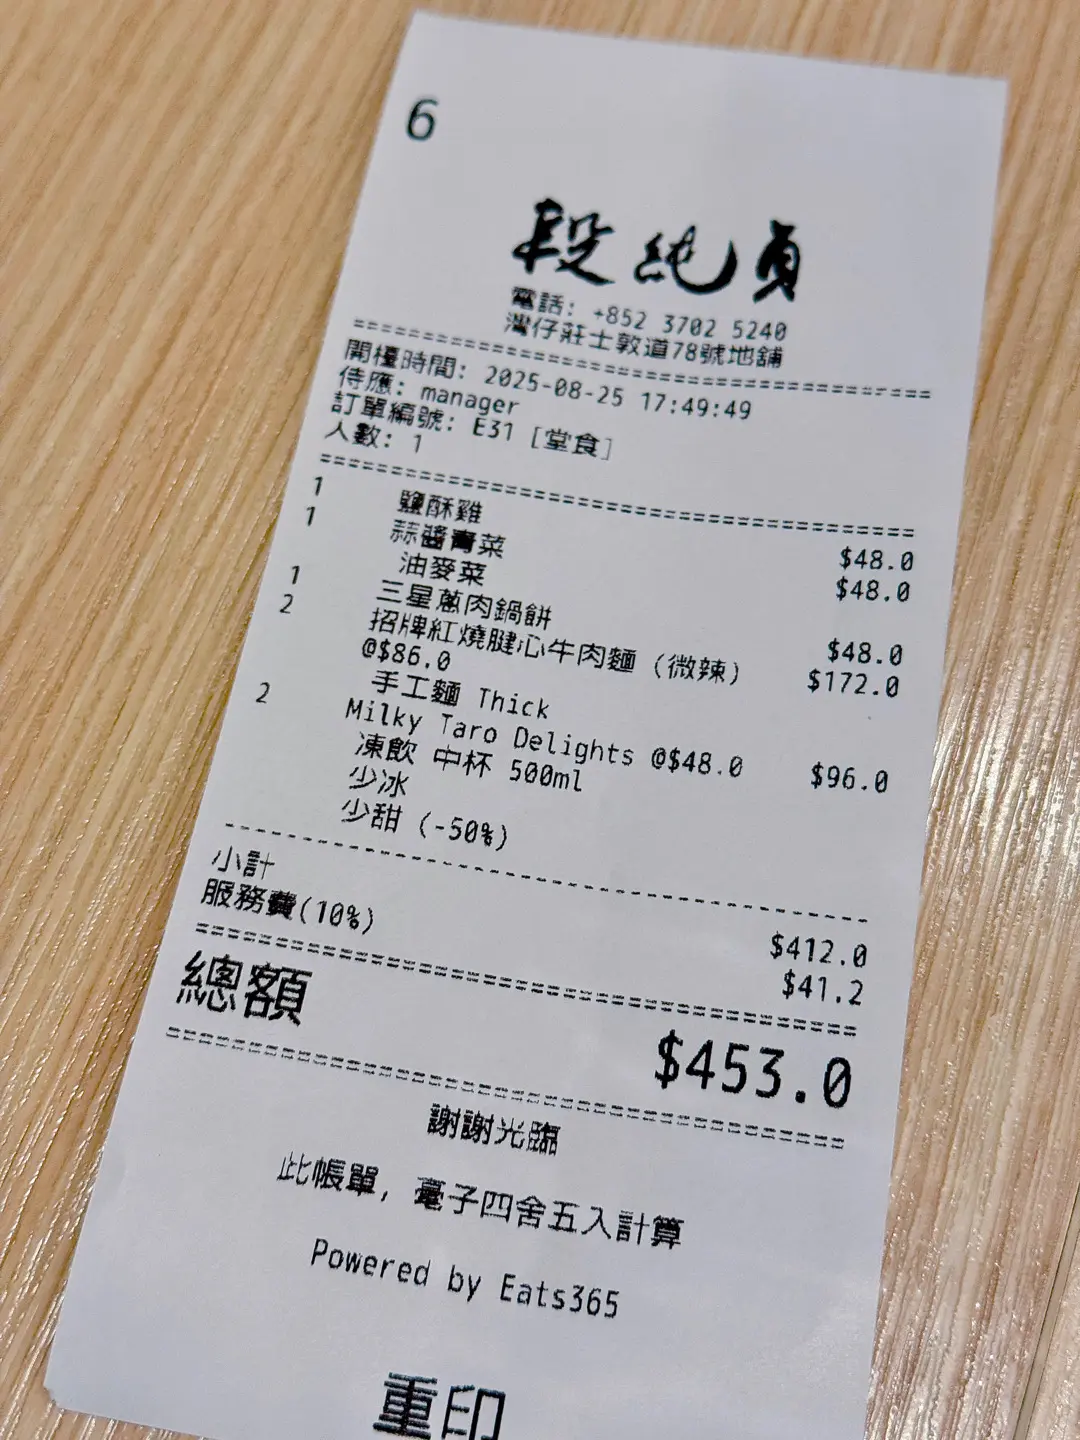 6
段純貞
電話: +852 3702 5240
灣仔莊士敦道78號地舖
==========================================
開檯時間: 2025-08-25 17:49:49
侍應: manager
訂單編號: E31 [堂食]
人數: 1
==========================================
1 鹽酥雞 $48.0
1 蒜醬青菜 $48.0
油麥菜
1 三星蔥肉鍋餅 $48.0
2 招牌紅燒腱心牛肉麵 (微辣) $172.0
@$86.0
手工麵 Thick
2 Milky Taro Delights @$48.0 $96.0
凍飲 中杯 500ml
少冰
少甜 (-50%)
------------------------------------------
小計 $412.0
服務費(10%) $41.2
==========================================
總額 $453.0
==========================================
謝謝光臨
此帳單, 毫子四舍五入計算
Powered by Eats365
重印